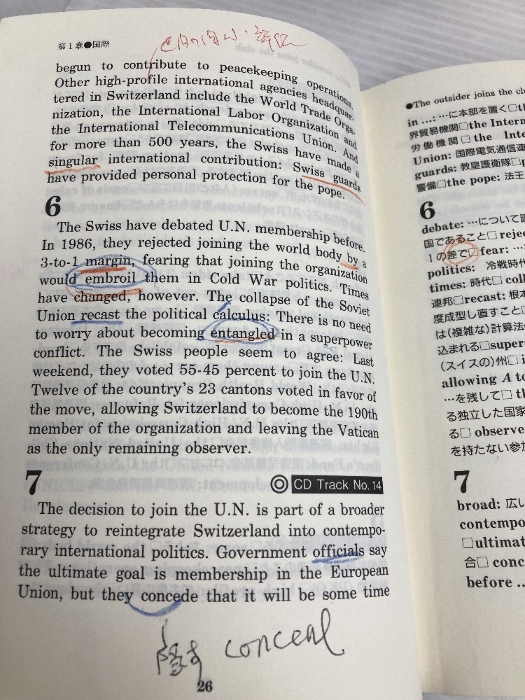 第1章●国際
begun to contribute to peacekeeping operations.
Other high-profile international agencies headquar-
tered in Switzerland include the World Trade Orga-
nization, the International Labor Organization and
the International Telecommunications Union. And
for more than 500 years, the Swiss have made a
singular international contribution: Swiss guards
have provided personal protection for the pope.
6
The Swiss have debated U.N. membership before.
In 1986, they rejected joining the world body by a
3-to-1 margin, fearing that joining the organization
would embroil them in Cold War politics. Times
have changed, however. The collapse of the Soviet
Union recast the political calculus: There is no need
to worry about becoming entangled in a superpower
conflict. The Swiss people seem to agree: Last
weekend, they voted 55-45 percent to join the U.N.
Twelve of the country's 23 cantons voted in favor of
the move, allowing Switzerland to become the 190th
member of the organization and leaving the Vatican
as the only remaining observer.
7
CD Track No.14
The decision to join the U.N. is part of a broader
strategy to reintegrate Switzerland into contempo-
rary international politics. Government officials say
the ultimate goal is membership in the European
Union, but they concede that it will be some time
conceal
26
●The outsider joins the
in …: …に本部を置く□
界貿易機関□the Intern
労働機関□the Inte
Union: 国際電気通信連
guards: 教皇護衛隊□
警備□the pope: 法王
6
debate: …について
国であること□rejec
1の差で□fear: …
politics: 冷戦時代
times: 時代□coll
連邦□recast: 根本
度成型し直すこと□
は(複雑な)計算法
込まれる□super
(スイスの)州□
allowing A to
…を残して□th
る独立した国家
る□observe
を持たない参加
7
broad: 広い
contempo
□ultimat
合□conce
before …